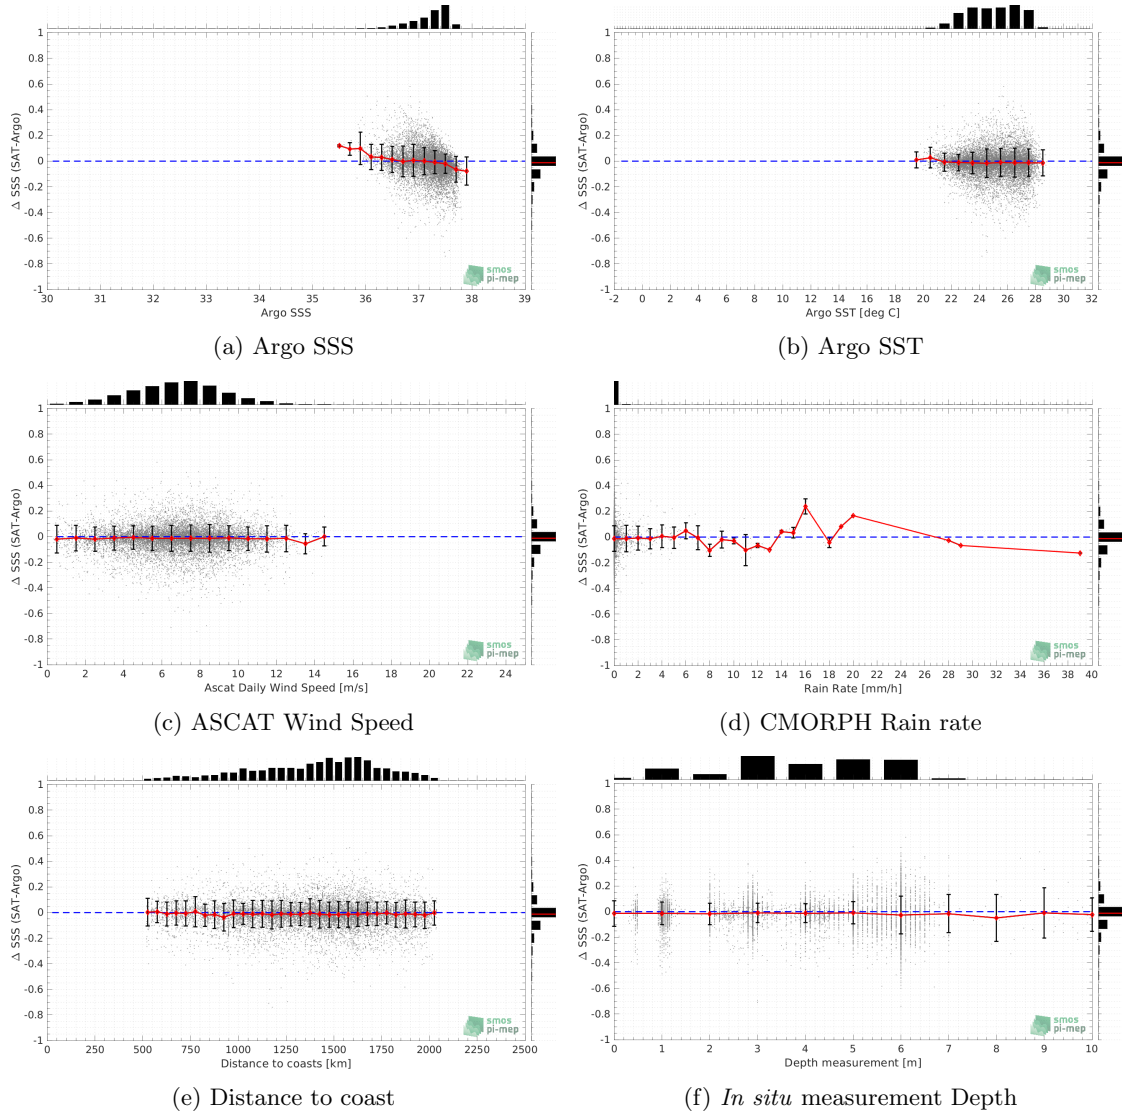 1
0.8
0.6
0.4
0.2
0
-0.2
-0.4
-0.6
-0.8
-1
Δ SSS (SAT-Argo)
30 31 32 33 34 35 36 37 38 39
Argo SSS
smos
pi-mep
(a) Argo SSS
1
0.8
0.6
0.4
0.2
0
-0.2
-0.4
-0.6
-0.8
-1
Δ SSS (SAT-Argo)
-2 0 2 4 6 8 10 12 14 16 18 20 22 24 26 28 30 32
Argo SST [deg C]
smos
pi-mep
(b) Argo SST
1
0.8
0.6
0.4
0.2
0
-0.2
-0.4
-0.6
-0.8
-1
Δ SSS (SAT-Argo)
0 2 4 6 8 10 12 14 16 18 20 22 24
Ascat Daily Wind Speed [m/s]
smos
pi-mep
(c) ASCAT Wind Speed
1
0.8
0.6
0.4
0.2
0
-0.2
-0.4
-0.6
-0.8
-1
Δ SSS (SAT-Argo)
0 2 4 6 8 10 12 14 16 18 20 22 24 26 28 30 32 34 36 38 40
Rain Rate [mm/h]
smos
pi-mep
(d) CMORPH Rain rate
1
0.8
0.6
0.4
0.2
0
-0.2
-0.4
-0.6
-0.8
-1
Δ SSS (SAT-Argo)
0 250 500 750 1000 1250 1500 1750 2000 2250 2500
Distance to coasts [km]
smos
pi-mep
(e) Distance to coast
1
0.8
0.6
0.4
0.2
0
-0.2
-0.4
-0.6
-0.8
-1
Δ SSS (SAT-Argo)
0 1 2 3 4 5 6 7 8 9 10
Depth measurement [m]
smos
pi-mep
(f) In situ measurement Depth